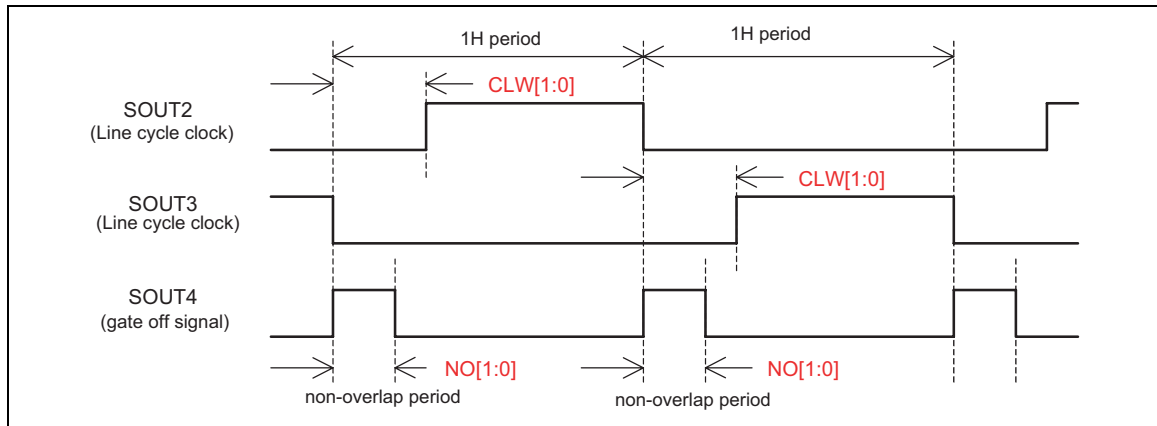 1H period
1H period
CLW[1:0]
SOUT2
(Line cycle clock)
CLW[1:0]
SOUT3
(Line cycle clock)
SOUT4
(gate off signal)
NO[1:0]
NO[1:0]
non-overlap period
non-overlap period